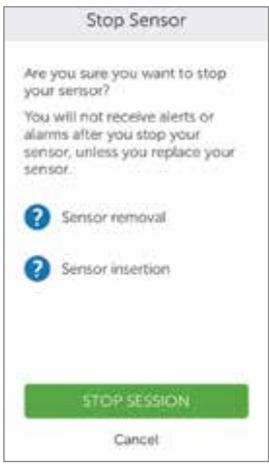 Stop Sensor
Are you sure you want to stop
your sensor?
You will not receive alerts or
alarms after you stop your
sensor, unless you replace your
sensor.
? Sensor removal
? Sensor insertion
STOP SESSION
Cancel